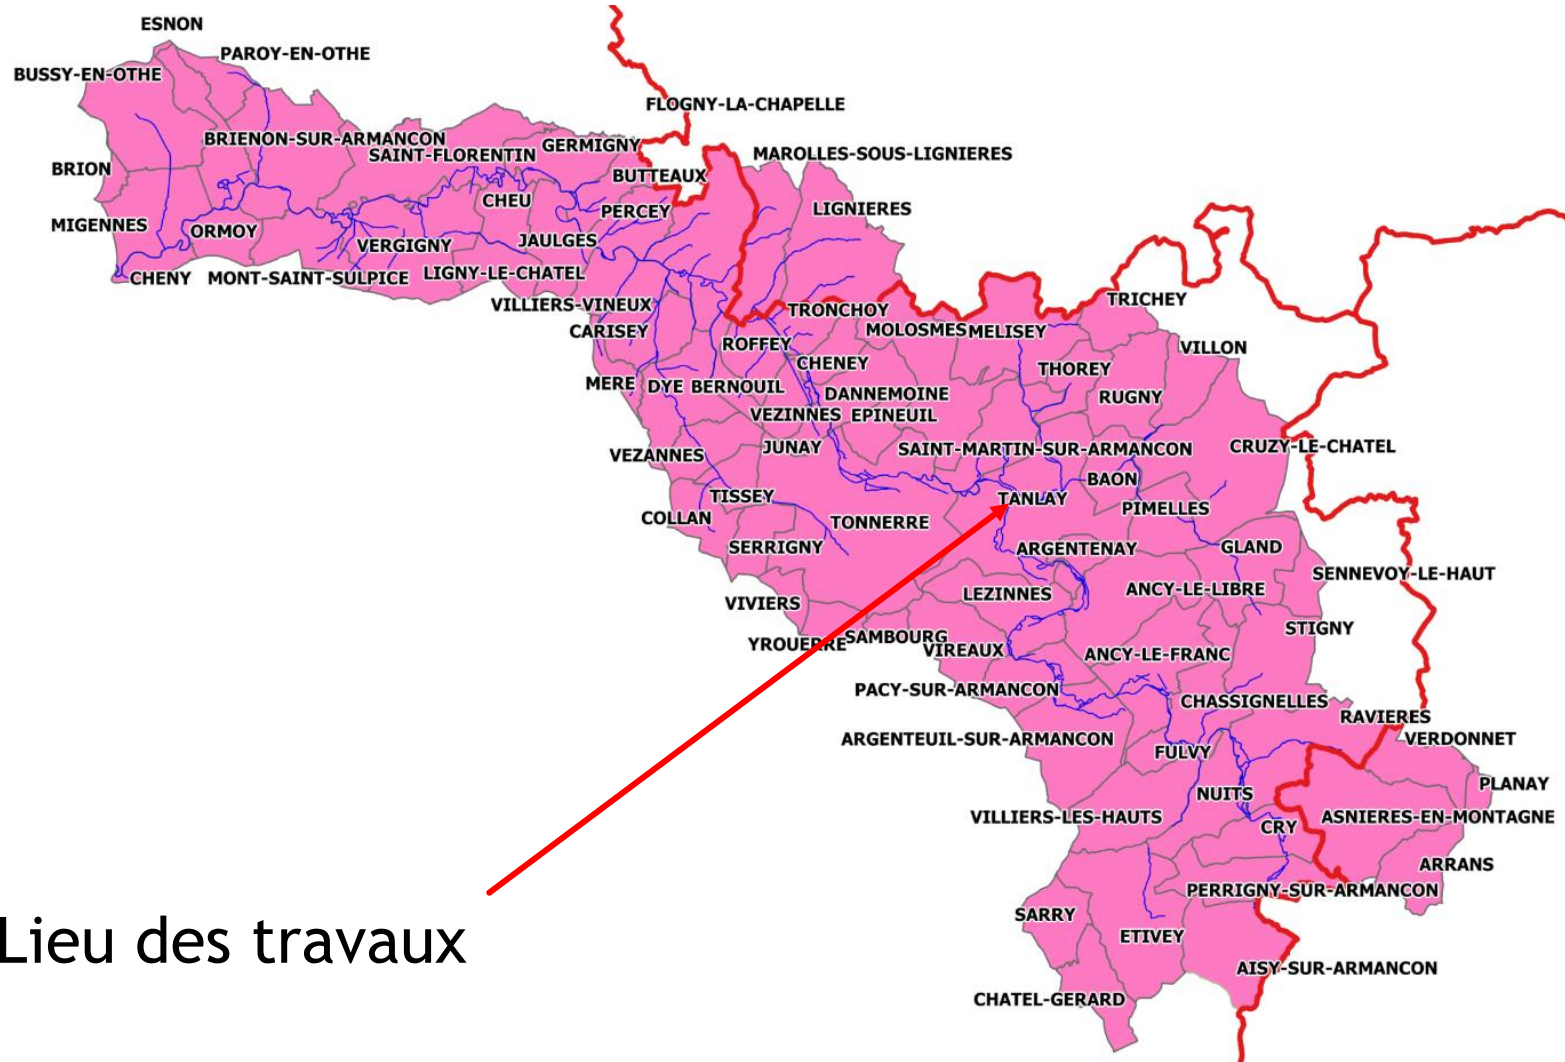 ESNON
PAROY-EN-OTHE
BUSSY-EN-OTHE
FLOGNY-LA-CHAPELLE
BRIENON-SUR-ARMANCON
GERMIGNY
SAINT-FLORENTIN
MAROLLES-SOUS-LIGNIERES
BRION
BUTTEAUX
CHEU
PERCEY
LIGNIERES
MIGENNES
ORMOY
JAULGES
VERGIGNY
CHENY
MONT-SAINT-SULPICE
LIGNY-LE-CHATEL
VILLIERS-VINEUX
TRICHEY
TRONCHOY
CARISEY
MOLOSMES
MELISEY
ROFFEY
VILLON
CHENEY
THOREY
MERE
DYE
BERNOUIL
DANNEMOINE
RUGNY
VEZINNES
EPINEUIL
JUNAY
SAINT-MARTIN-SUR-ARMANCON
CRUZY-LE-CHATEL
VEZANNES
BAON
TISSEY
TANLAY
PIMELLES
COLLAN
TONNERRE
SERRIGNY
ARGENTENAY
GLAND
SENNEVOY-LE-HAUT
LEZINNES
ANCY-LE-LIBRE
VIVIERS
STIGNY
YROUERRE
SAMBOURG
VIREAUX
ANCY-LE-FRANC
PACY-SUR-ARMANCON
CHASSIGNELLES
RAVIERES
ARGENTEUIL-SUR-ARMANCON
VERDONNET
FULVY
PLANAY
NUITS
VILLIERS-LES-HAUTS
ASNIERES-EN-MONTAGNE
CRY
ARRANS
PERRIGNY-SUR-ARMANCON
SARRY
ETIVEY
Lieu des travaux
AISY-SUR-ARMANCON
CHATEL-GERARD